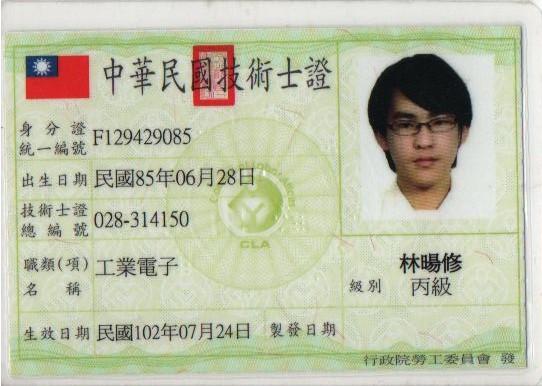 中華民國技術士證
身分證
統一編號 F129429085
出生日期 民國85年06月28日
技術士證
總編號 028-314150
職類(項)
名稱 工業電子
林暘修
級別 丙級
生效日期 民國102年07月24日 製發日期
行政院勞工委員會 發
CLA